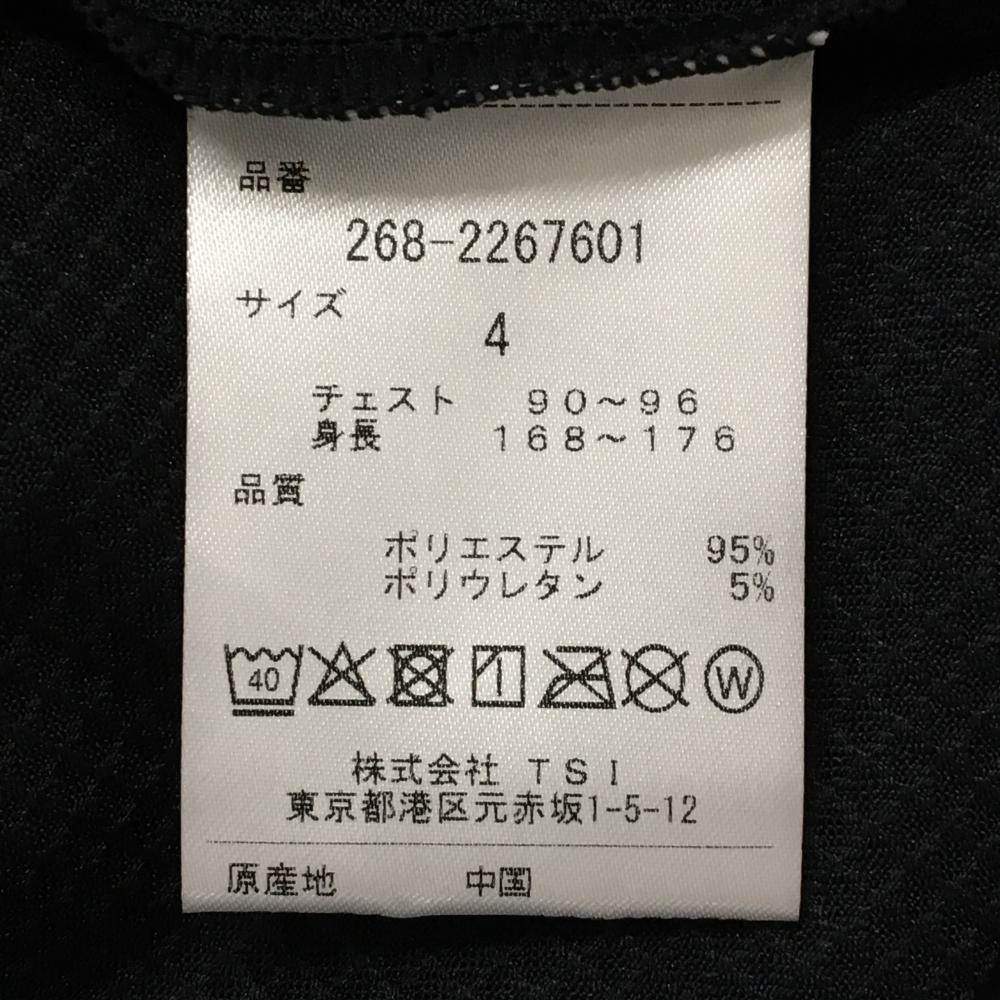 品番
268-2267601
サイズ
4
チェスト 90～96
身長 168～176
品質
ポリエステル 95%
ポリウレタン 5%
40 W
株式会社 TSI
東京都港区元赤坂1-5-12
原産地 中国